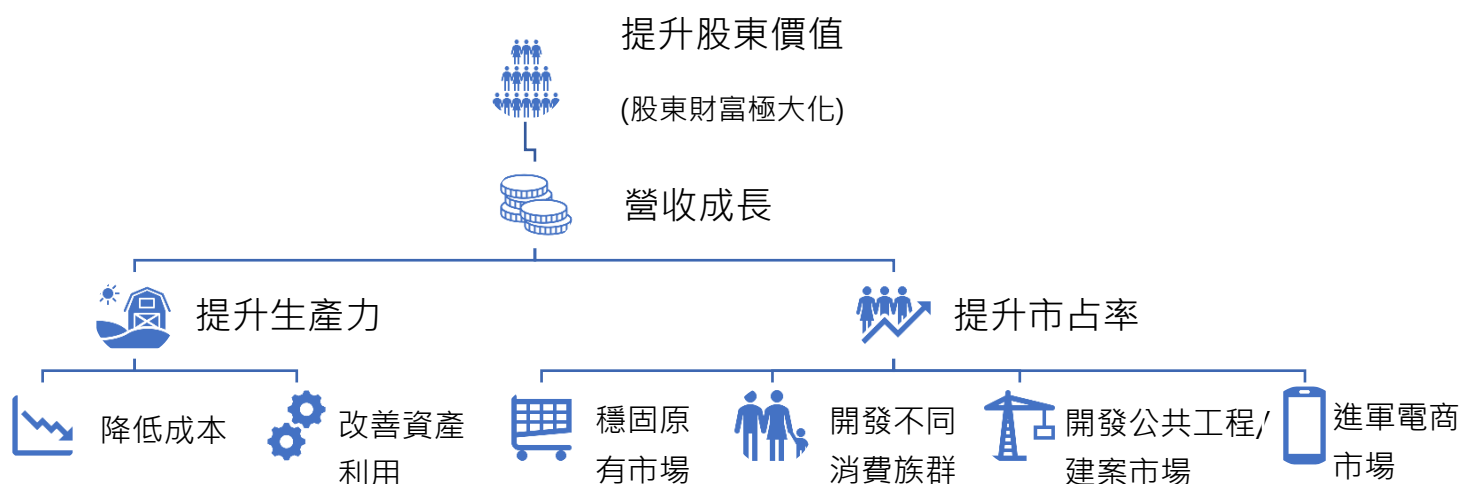 提升股東價值
(股東財富極大化)
營收成長
提升生產力
提升市占率
降低成本
改善資產
利用
穩固原
有市場
開發不同
消費族群
開發公共工程/
建案市場
進軍電商
市場